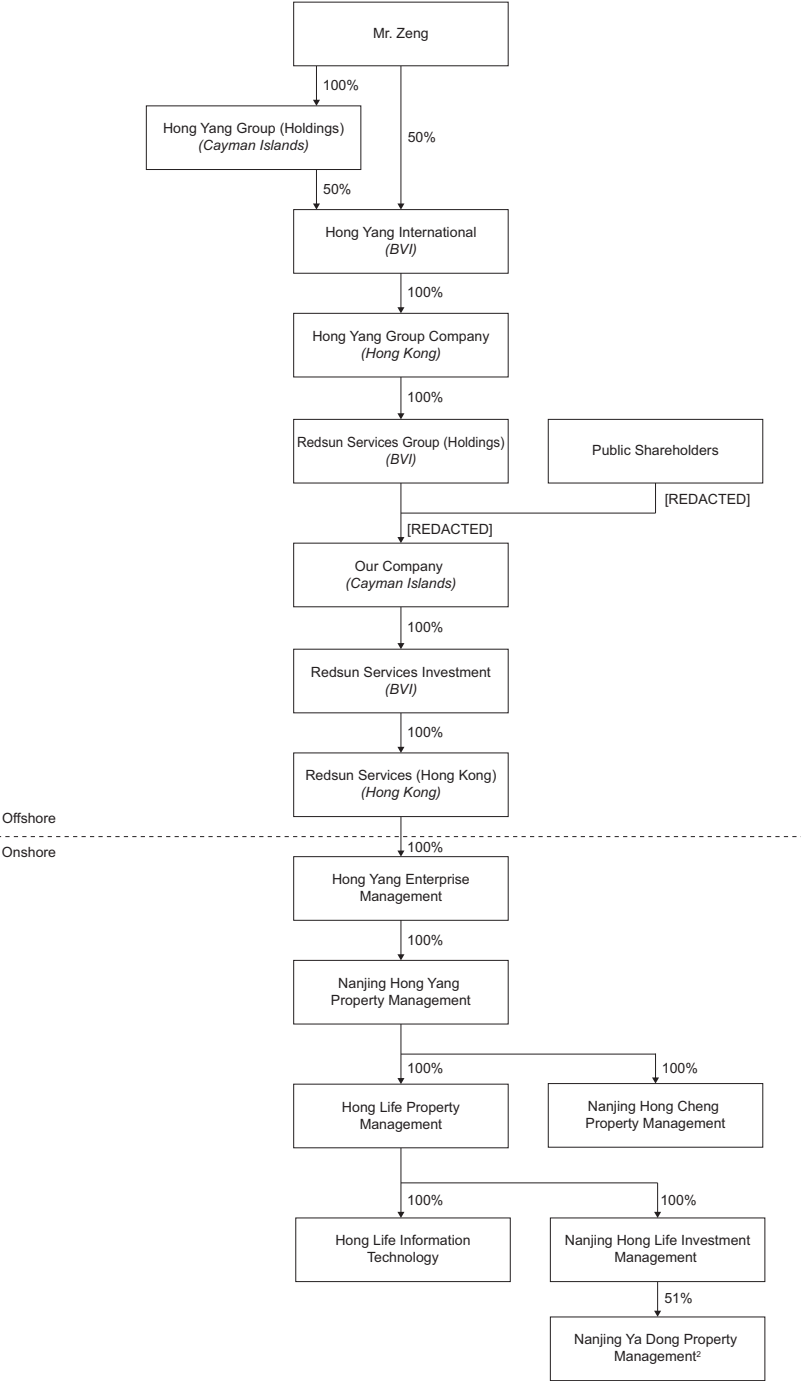 Mr. Zeng
100%
Hong Yang Group (Holdings)
(Cayman Islands)
50%
50%
Hong Yang International
(BVI)
100%
Hong Yang Group Company
(Hong Kong)
100%
Redsun Services Group (Holdings)
(BVI)
Public Shareholders
[REDACTED]
[REDACTED]
Our Company
(Cayman Islands)
100%
Redsun Services Investment
(BVI)
100%
Redsun Services (Hong Kong)
(Hong Kong)
Offshore
Onshore
100%
Hong Yang Enterprise
Management
100%
Nanjing Hong Yang
Property Management
100%
100%
Hong Life Property
Management
Nanjing Hong Cheng
Property Management
100%
100%
Hong Life Information
Technology
Nanjing Hong Life Investment
Management
51%
Nanjing Ya Dong Property
Management²